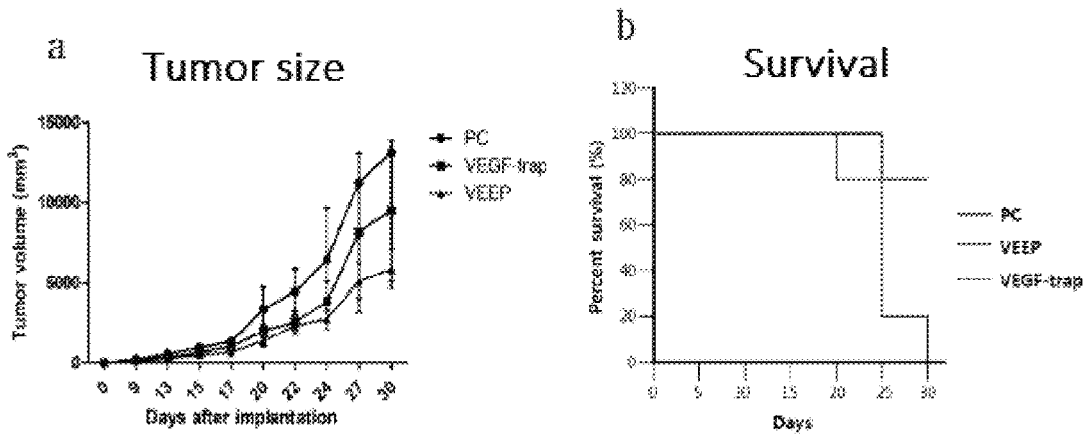 a
Tumor size
Tumor volume (mm³)
15000
10000
5000
0
0
9
13
15
17
20
22
24
27
30
Days after implantation
PC
VEGF-trap
VEEP
b
Survival
Percent survival (%)
120
100
80
60
40
20
0
0
5
10
15
20
25
30
Days
PC
VEEP
VEGF-trap